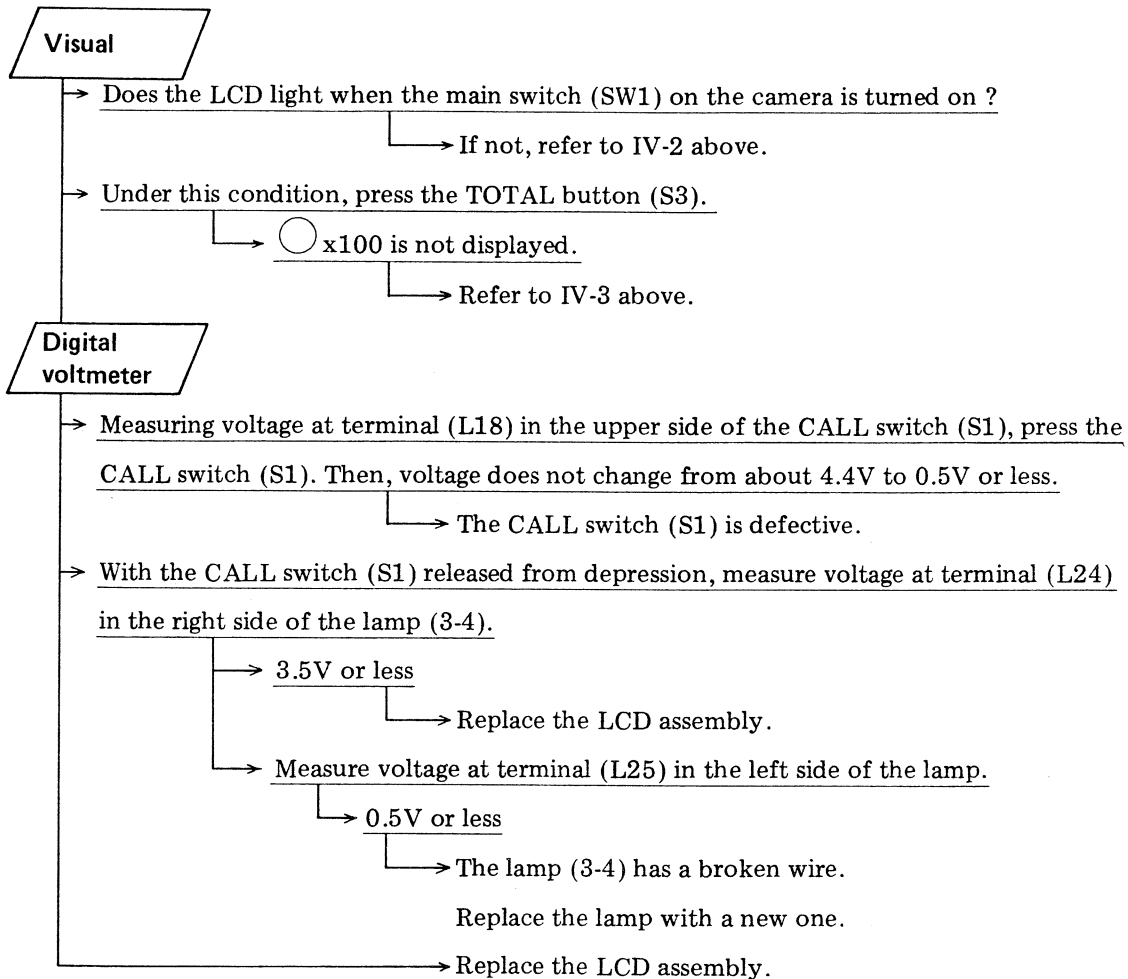 Visual
Does the LCD light when the main switch (SW1) on the camera is turned on ?
If not, refer to IV-2 above.
Under this condition, press the TOTAL button (S3).
x100 is not displayed.
Refer to IV-3 above.
Digital
voltmeter
Measuring voltage at terminal (L18) in the upper side of the CALL switch (S1), press the
CALL switch (S1). Then, voltage does not change from about 4.4V to 0.5V or less.
The CALL switch (S1) is defective.
With the CALL switch (S1) released from depression, measure voltage at terminal (L24)
in the right side of the lamp (3-4).
3.5V or less
Replace the LCD assembly.
Measure voltage at terminal (L25) in the left side of the lamp.
0.5V or less
The lamp (3-4) has a broken wire.
Replace the lamp with a new one.
Replace the LCD assembly.